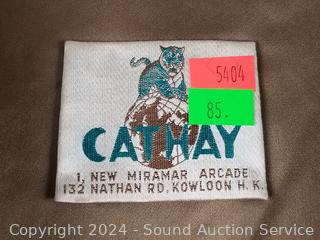 5404
85.
CATHAY
1, NEW MIRAMAR ARCADE
132 NATHAN RD. KOWLOON H. K.
Copyright 2024 - Sound Auction Service